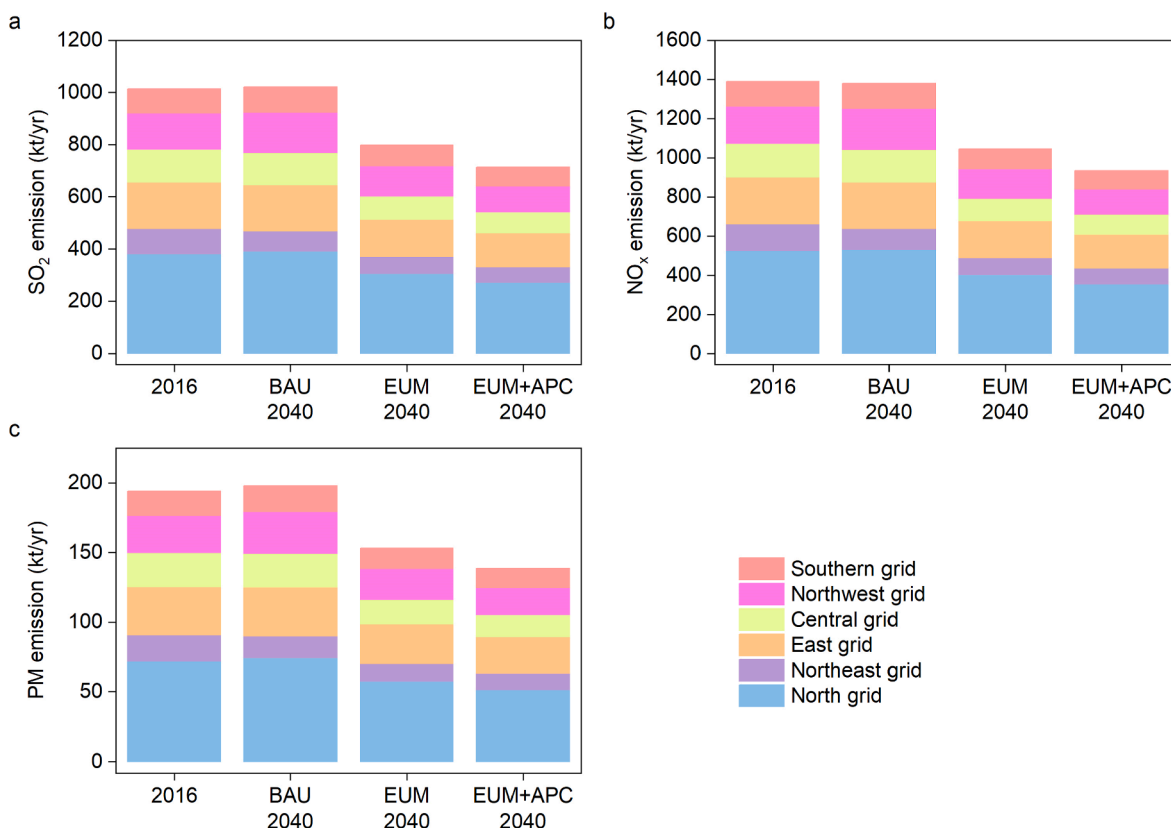 a
1200
1000
800
600
400
200
0
SO2 emission (kt/yr)
2016
BAU
2040
EUM
2040
EUM+APC
2040
b
1600
1400
1200
1000
800
600
400
200
0
NOx emission (kt/yr)
2016
BAU
2040
EUM
2040
EUM+APC
2040
c
200
150
100
50
0
PM emission (kt/yr)
2016
BAU
2040
EUM
2040
EUM+APC
2040
Southern grid
Northwest grid
Central grid
East grid
Northeast grid
North grid